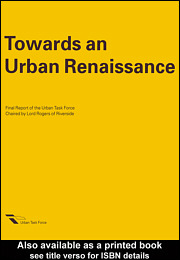 Towards an
Urban Renaissance
Final Report of the Urban Task Force
Chaired by Lord Rogers of Riverside
Urban Task Force
Also available as a printed book
see title verso for ISBN details